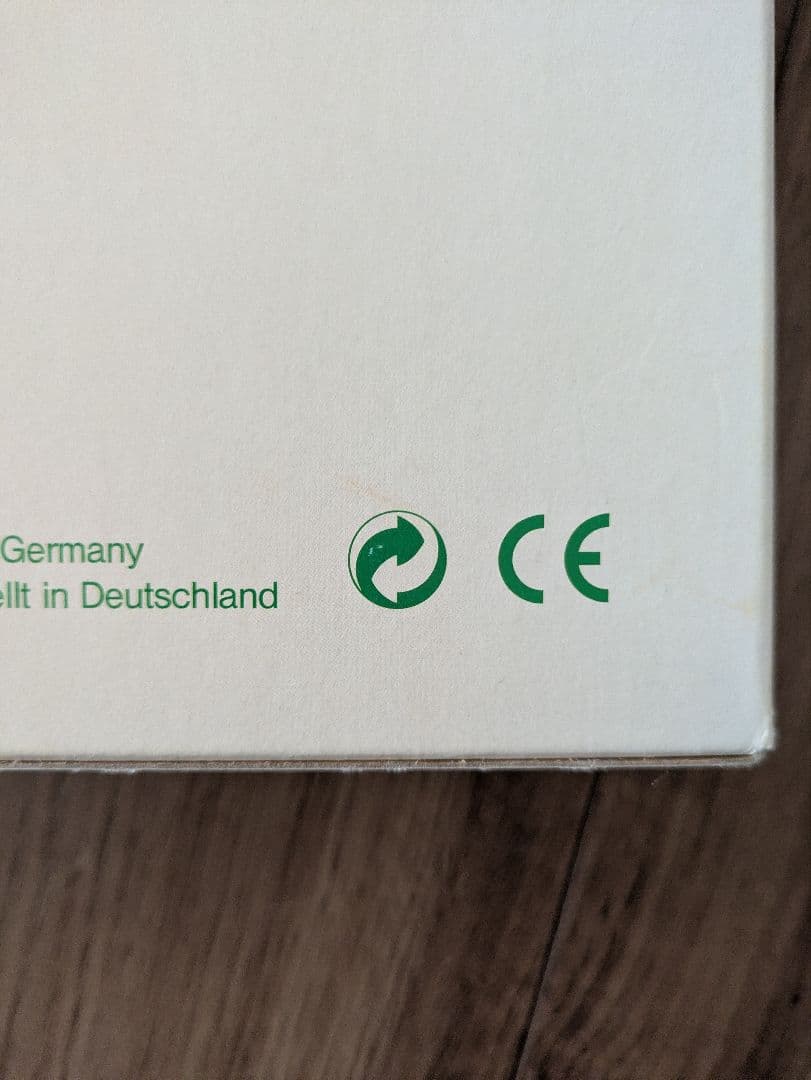 Germany
ellt in Deutschland
CE